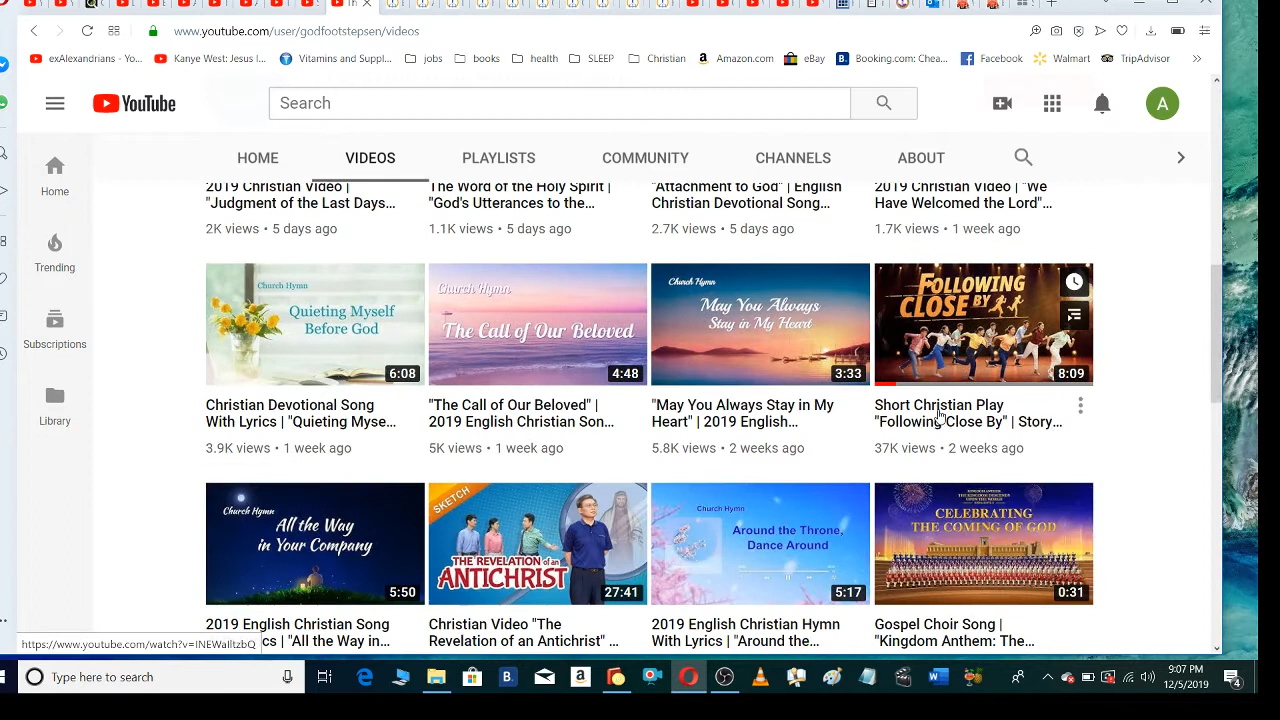 www.youtube.com/user/godfootstepsen/videos
exAlexandrians - Yo...
Kanye West: Jesus I...
Vitamins and Suppl...
jobs
books
health
SLEEP
Christian
Amazon.com
eBay
Booking.com: Chea...
Facebook
Walmart
TripAdvisor
YouTube
Search
A
HOME
VIDEOS
PLAYLISTS
COMMUNITY
CHANNELS
ABOUT
Home
Trending
Subscriptions
Library
2019 Christian Video |
"Judgment of the Last Days...
2K views • 5 days ago
The Word of the Holy Spirit |
"God's Utterances to the...
1.1K views • 5 days ago
"Attachment to God" | English
Christian Devotional Song...
2.7K views • 5 days ago
2019 Christian Video | "We
Have Welcomed the Lord"...
1.7K views • 1 week ago
Church Hymn
Quieting Myself
Before God
6:08
Christian Devotional Song
With Lyrics | "Quieting Myse...
3.9K views • 1 week ago
Church Hymn
The Call of Our Beloved
4:48
"The Call of Our Beloved" |
2019 English Christian Son...
5K views • 1 week ago
Church Hymn
May You Always
Stay in My Heart
3:33
"May You Always Stay in My
Heart" | 2019 English...
5.8K views • 2 weeks ago
FOLLOWING
CLOSE BY
8:09
Short Christian Play
"Following Close By" | Story...
37K views • 2 weeks ago
Church Hymn
All the Way
in Your Company
5:50
2019 English Christian Song
cs | "All the Way in...
SKETCH
THE REVELATION of an
ANTICHRIST
27:41
Christian Video "The
Revelation of an Antichrist" ...
Church Hymn
Around the Throne,
Dance Around
5:17
2019 English Christian Hymn
With Lyrics | "Around the...
CELEBRATING
THE COMING OF GOD
0:31
Gospel Choir Song |
"Kingdom Anthem: The...
https://www.youtube.com/watch?v=INEWaIltzbQ
Type here to search
9:07 PM
12/5/2019
4